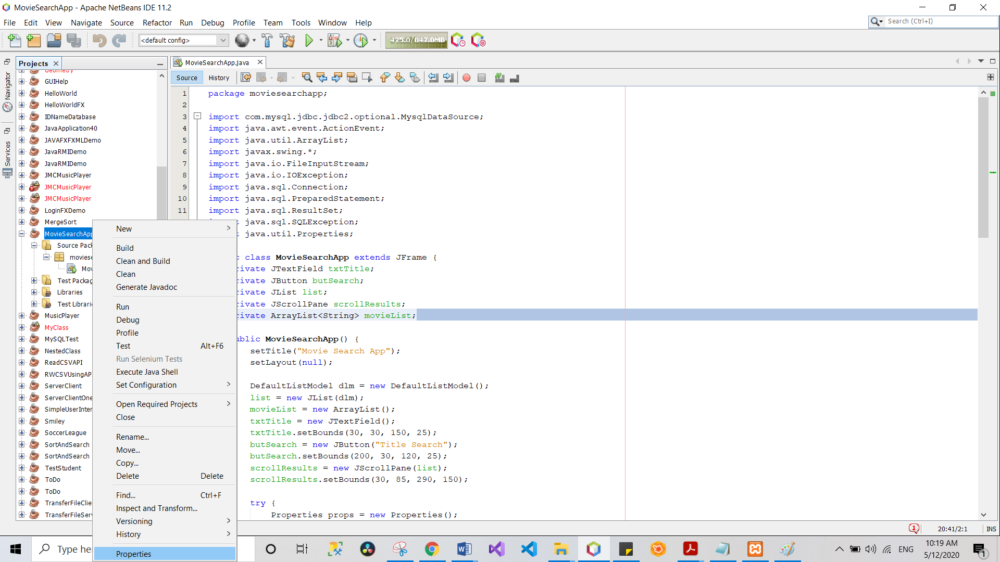 MovieSearchApp - Apache NetBeans IDE 11.2
File Edit View Navigate Source Refactor Run Debug Profile Team Tools Window Help
Search (Ctrl+I)
<default config>
425.0/847.0MB
Projects
MovieSearchApp.java
Navigator
Services
Source History
Geometry
GUIHelp
HelloWorld
HelloWorldFX
IDNameDatabase
JavaApplication40
JAVAFXFXMLDemo
JavaRMIDemo
JavaRMIDemo
JMCMusicPlayer
JMCMusicPlayer
JMCMusicPlayer
LoginFXDemo
MergeSort
MovieSearchApp
Source Pack
moviese
Mov
Test Packag
Libraries
Test Librari
MusicPlayer
MyClass
MySQLTest
NestedClass
ReadCSVAPI
RWCSVUsingAP
ServerClient
ServerClientOne
SimpleUserInter
Smiley
SoccerLeague
SortAndSearch
SortAndSearch
TestStudent
ToDo
ToDo
TransferFileClie
TransferFileServ
New
Build
Clean and Build
Clean
Generate Javadoc
Run
Debug
Profile
Test Alt+F6
Run Selenium Tests
Execute Java Shell
Set Configuration
Open Required Projects
Close
Rename...
Move...
Copy...
Delete Delete
Find... Ctrl+F
Inspect and Transform...
Versioning
History
Properties
1 package moviesearchapp;
2
3 import com.mysql.jdbc.jdbc2.optional.MysqlDataSource;
4 import java.awt.event.ActionEvent;
5 import java.util.ArrayList;
6 import javax.swing.*;
7 import java.io.FileInputStream;
8 import java.io.IOException;
9 import java.sql.Connection;
10 import java.sql.PreparedStatement;
11 import java.sql.ResultSet;
t java.sql.SQLException;
t java.util.Properties;
c class MovieSearchApp extends JFrame {
rivate JTextField txtTitle;
rivate JButton butSearch;
rivate JList list;
rivate JScrollPane scrollResults;
rivate ArrayList<String> movieList;
ublic MovieSearchApp() {
setTitle("Movie Search App");
setLayout(null);
DefaultListModel dlm = new DefaultListModel();
list = new JList(dlm);
movieList = new ArrayList();
txtTitle = new JTextField();
txtTitle.setBounds(30, 30, 150, 25);
butSearch = new JButton("Title Search");
butSearch.setBounds(200, 30, 120, 25);
scrollResults = new JScrollPane(list);
scrollResults.setBounds(30, 85, 290, 150);
try {
Properties props = new Properties();
1
20:41/2:1 INS
Type her
ENG
10:19 AM
5/12/2020
1